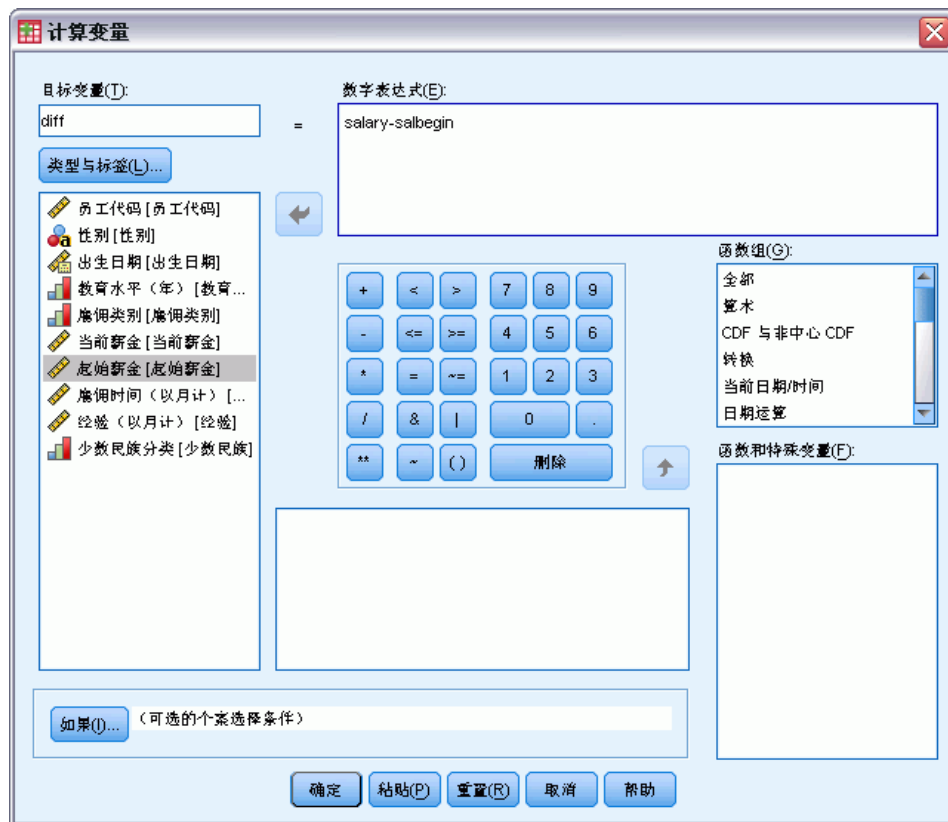 计算变量
目标变量(T):
diff
=
数字表达式(E):
salary-salbegin
类型与标签(L)...
员工代码 [员工代码]
性别 [性别]
出生日期 [出生日期]
教育水平（年）[教育...
雇佣类别 [雇佣类别]
当前薪金 [当前薪金]
起始薪金 [起始薪金]
雇佣时间（以月计）[...
经验（以月计）[经验]
少数民族分类 [少数民族]
+ < > 7 8 9
- <= >= 4 5 6
* = ~= 1 2 3
/ & | 0 .
** ~ ( ) 删除
函数组(G):
全部
算术
CDF 与非中心 CDF
转换
当前日期/时间
日期运算
函数和特殊变量(F):
如果(I)...
（可选的个案选择条件）
确定
粘贴(P)
重置(R)
取消
帮助